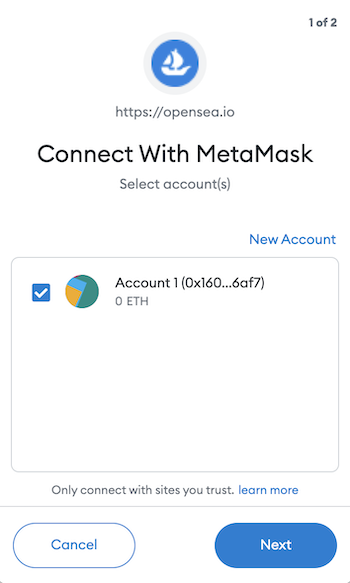 1 of 2
https://opensea.io
Connect With MetaMask
Select account(s)
New Account
Account 1 (0x160...6af7)
0 ETH
Only connect with sites you trust. learn more
Cancel
Next